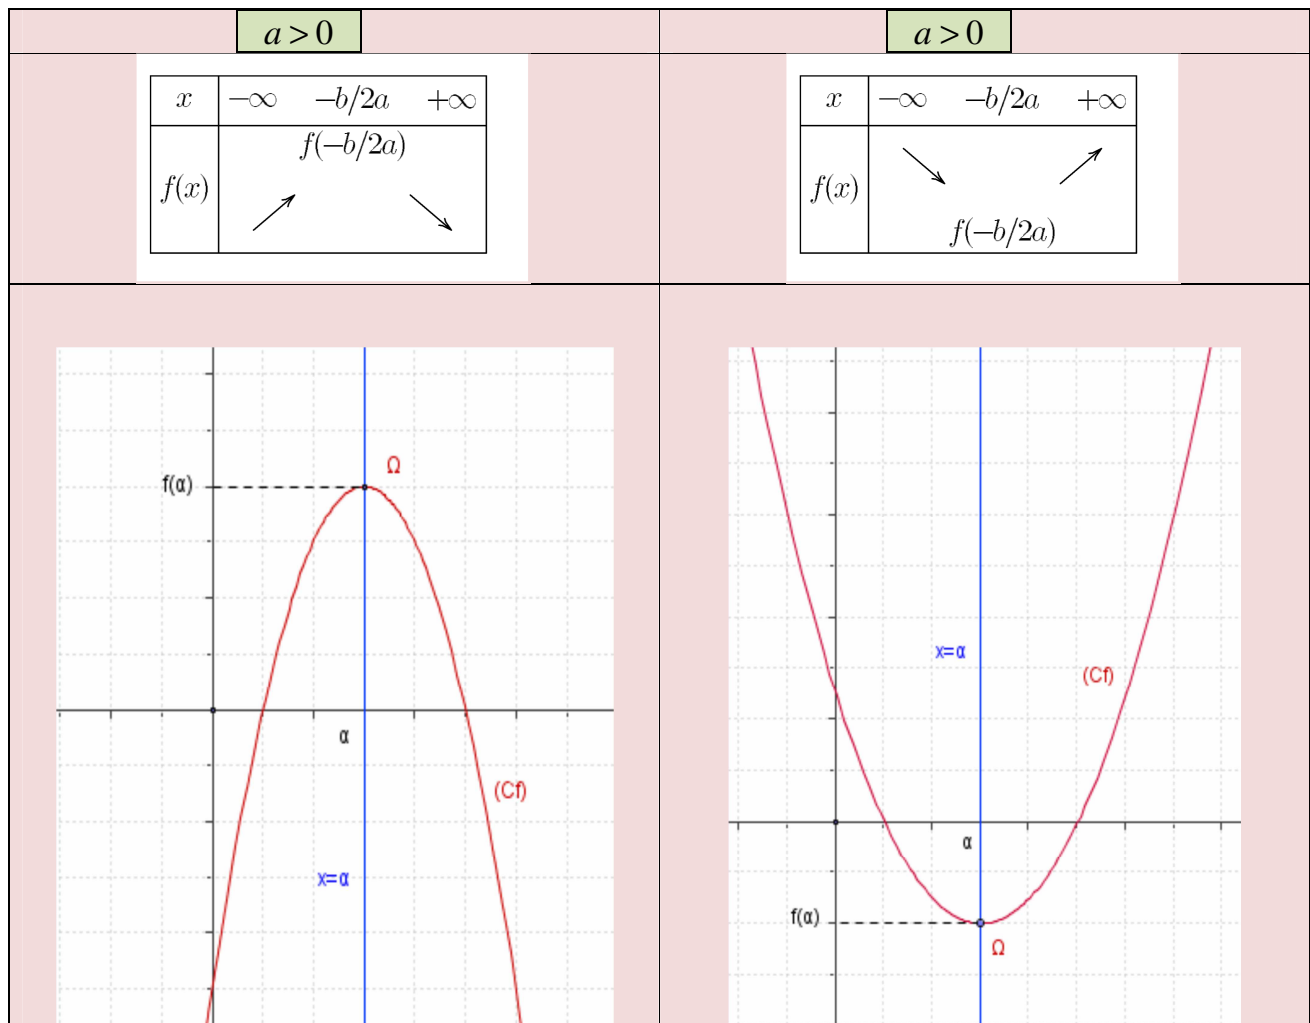 a > 0
x −∞ −b/2a +∞
f(−b/2a)
f(x)
Ω
f(α)
α
(Cf)
x=α
a > 0
x −∞ −b/2a +∞
f(x)
f(−b/2a)
x=α
(Cf)
α
f(α)
Ω